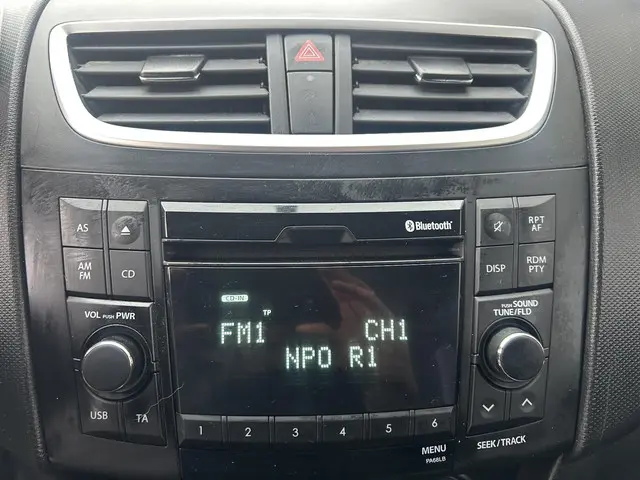 Bluetooth
AS
RPT
AF
AM
FM
CD
DISP
RDM
PTY
CD-IN
TP
FM1
CH1
NPO R1
VOL PUSH PWR
PUSH SOUND
TUNE/FLD
USB
TA
1 2 3 4 5 6
MENU
PA68LB
SEEK/TRACK